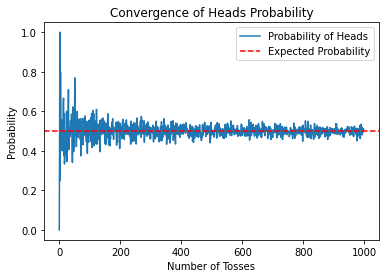 Convergence of Heads Probability
Probability of Heads
Expected Probability
Probability
1.0
0.8
0.6
0.4
0.2
0.0
0
200
400
600
800
1000
Number of Tosses